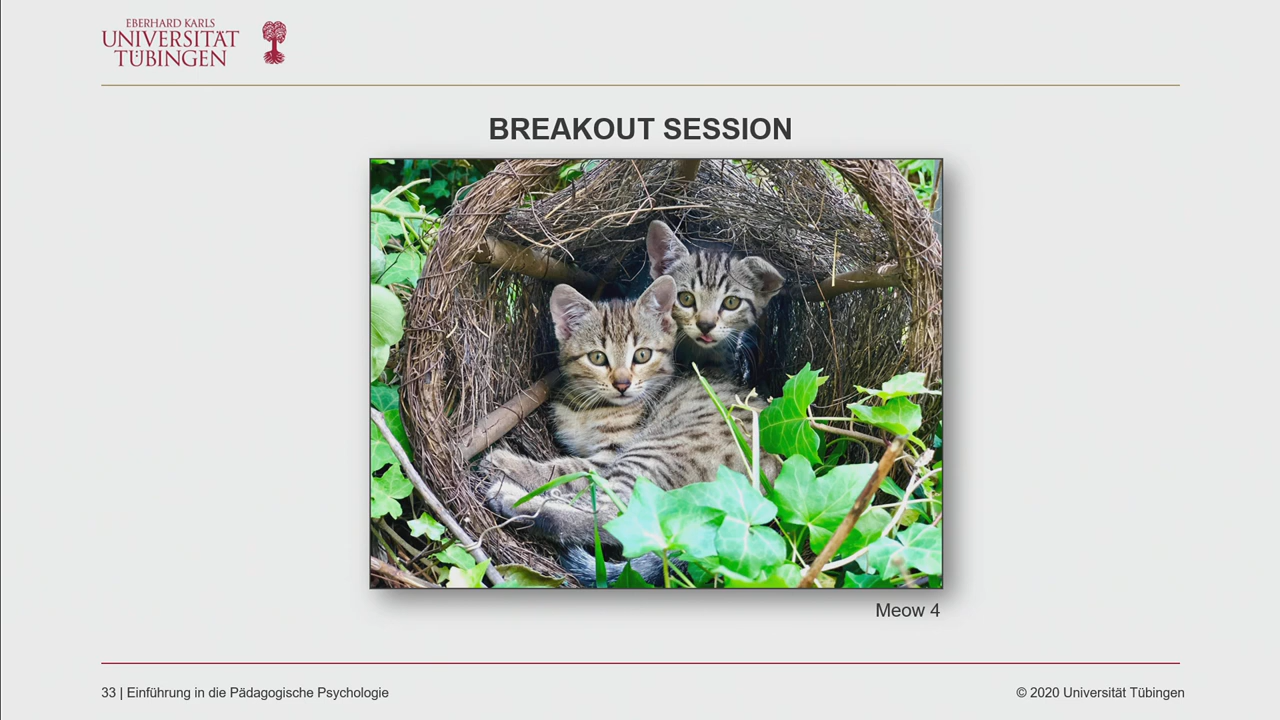 EBERHARD KARLS
UNIVERSITÄT
TÜBINGEN
BREAKOUT SESSION
Meow 4
33 | Einführung in die Pädagogische Psychologie
© 2020 Universität Tübingen